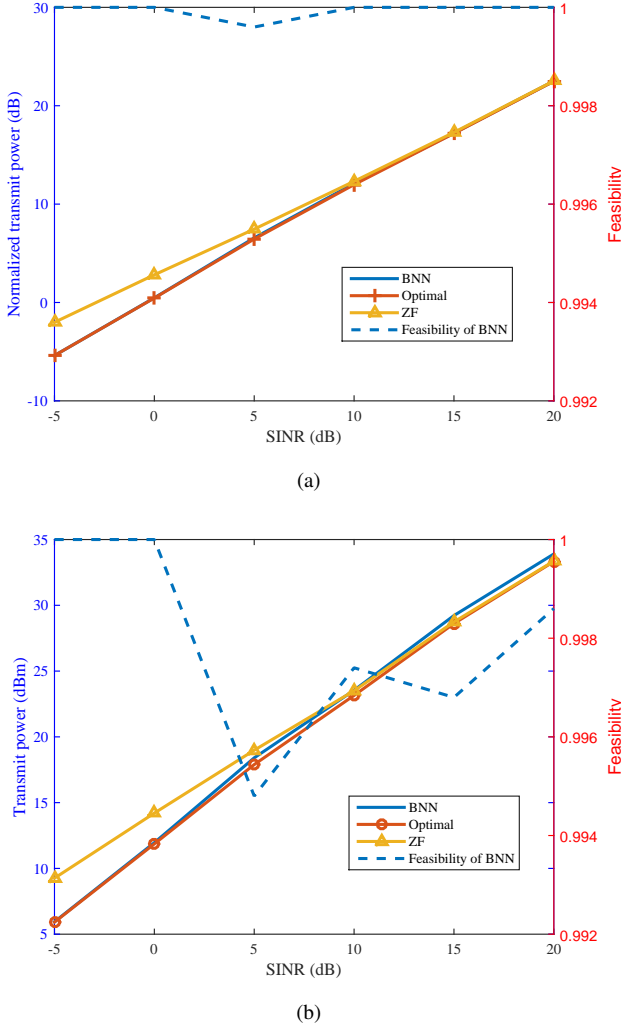 30
20
10
0
-10
Normalized transmit power (dB)
1
0.998
0.996
0.994
0.992
Feasibility
BNN
Optimal
ZF
Feasibility of BNN
-5
0
5
10
15
20
SINR (dB)
(a)
35
30
25
20
15
10
5
Transmit power (dBm)
1
0.998
0.996
0.994
0.992
Feasibility
BNN
Optimal
ZF
Feasibility of BNN
-5
0
5
10
15
20
SINR (dB)
(b)